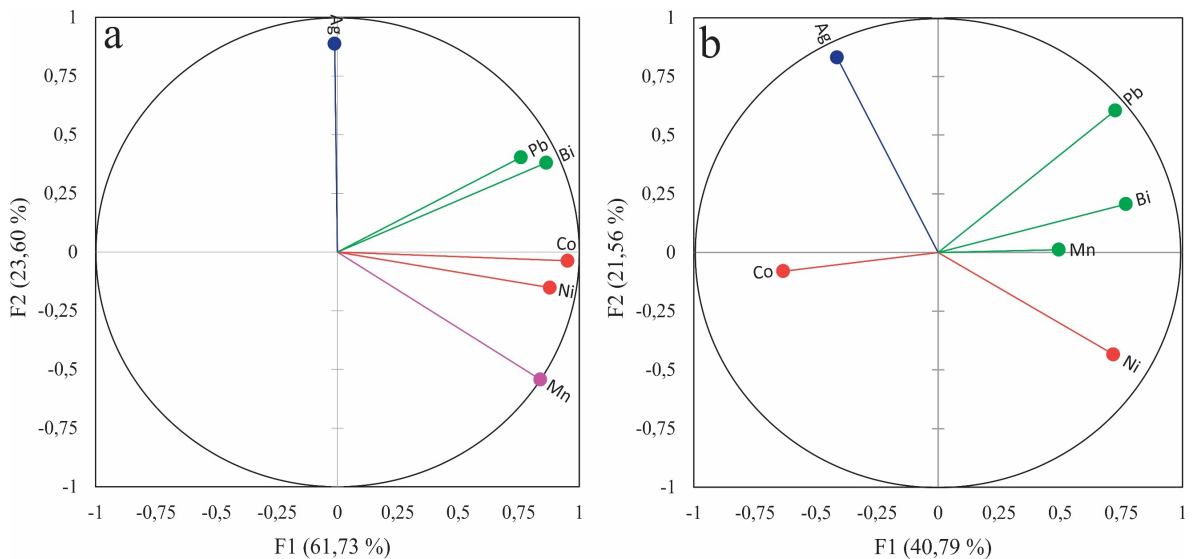 a
1
0,75
0,5
0,25
0
-0,25
-0,5
-0,75
-1
F2 (23,60 %)
Ag
Pb
Bi
Co
Ni
Mn
-1
-0,75
-0,5
-0,25
0
0,25
0,5
0,75
1
F1 (61,73 %)
b
1
0,75
0,5
0,25
0
-0,25
-0,5
-0,75
-1
F2 (21,56 %)
Ag
Pb
Bi
Mn
Co
Ni
-1
-0,75
-0,5
-0,25
0
0,25
0,5
0,75
1
F1 (40,79 %)